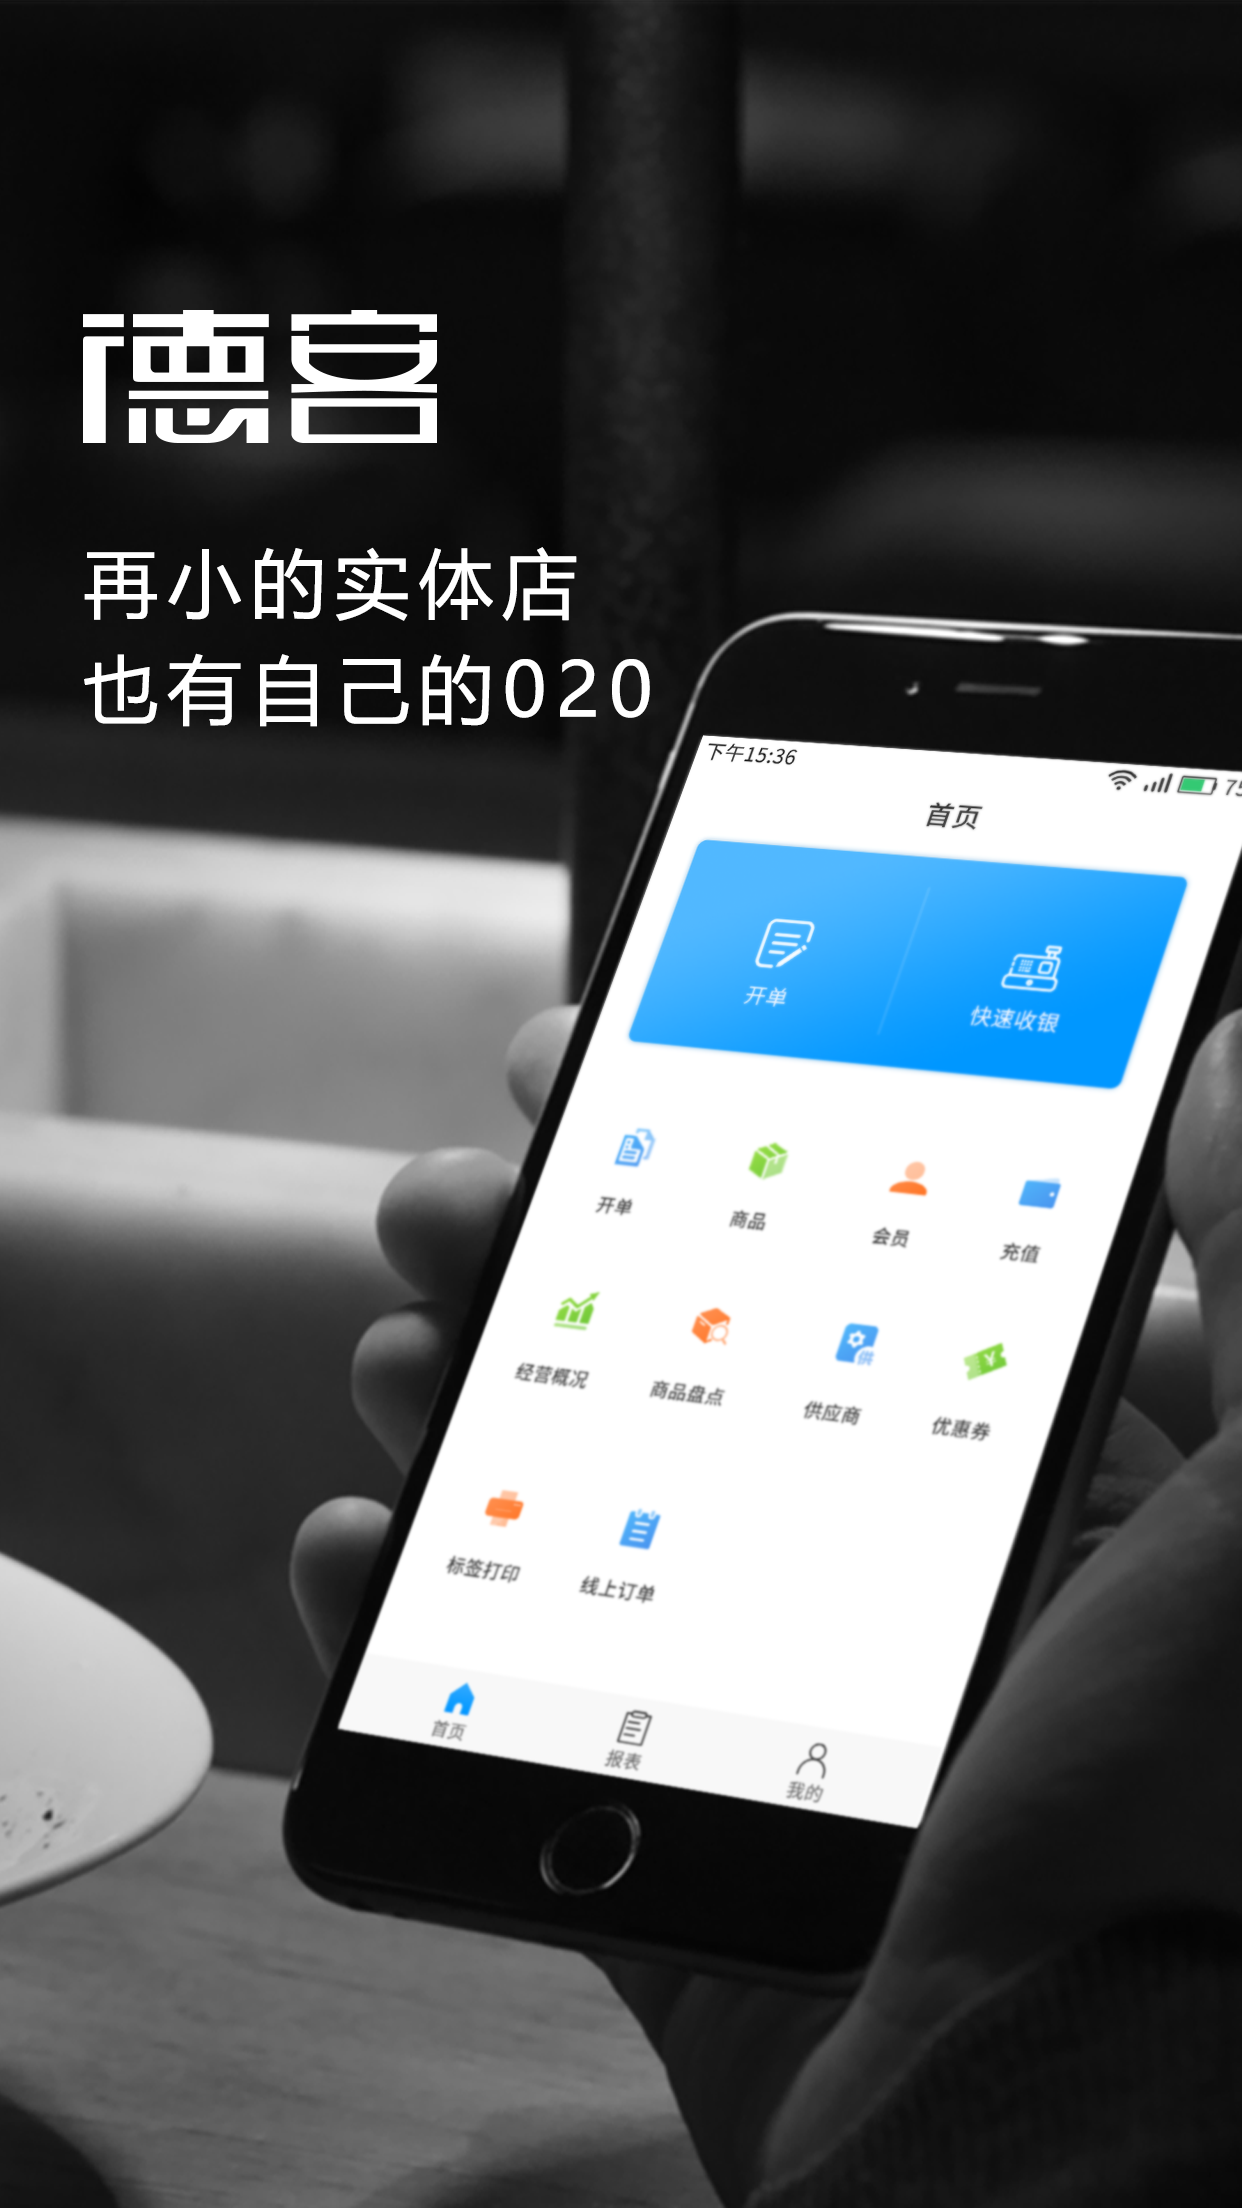 德客
再小的实体店
也有自己的020
下午15:36
75
首页
开单
快速收银
开单
商品
会员
充值
经营概况
商品盘点
供应商
优惠券
标签打印
线上订单
首页
报表
我的